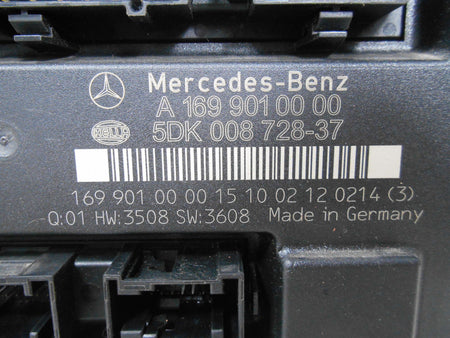 Mercedes-Benz
A 169 901 00 00
HELLA
5DK 008 728-37
169 901 00 00 15 10 02 12 0214 (3)
Q:01 HW:3508 SW:3608 Made in Germany